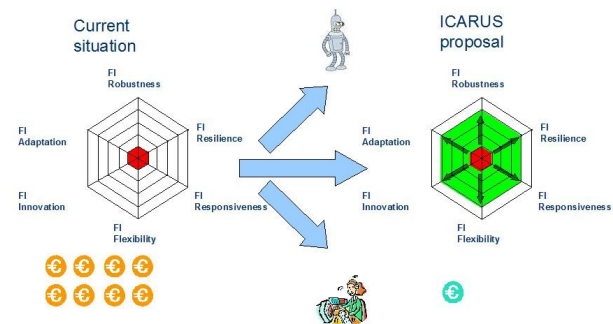 Current
situation
FI
Robustness
FI
Adaptation
FI
Resilience
FI
Innovation
FI
Responsiveness
FI
Flexibility
€ € € €
€ € € €
ICARUS
proposal
FI
Robustness
FI
Adaptation
FI
Resilience
FI
Innovation
FI
Responsiveness
FI
Flexibility
€